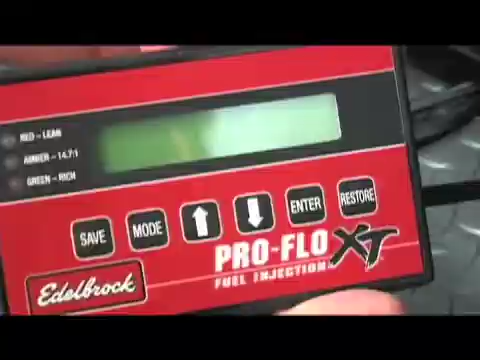 RED - LEAN
AMBER - 14.7:1
GREEN - RICH
SAVE
MODE
ENTER
RESTORE
PRO-FLO XT
FUEL INJECTION
Edelbrock